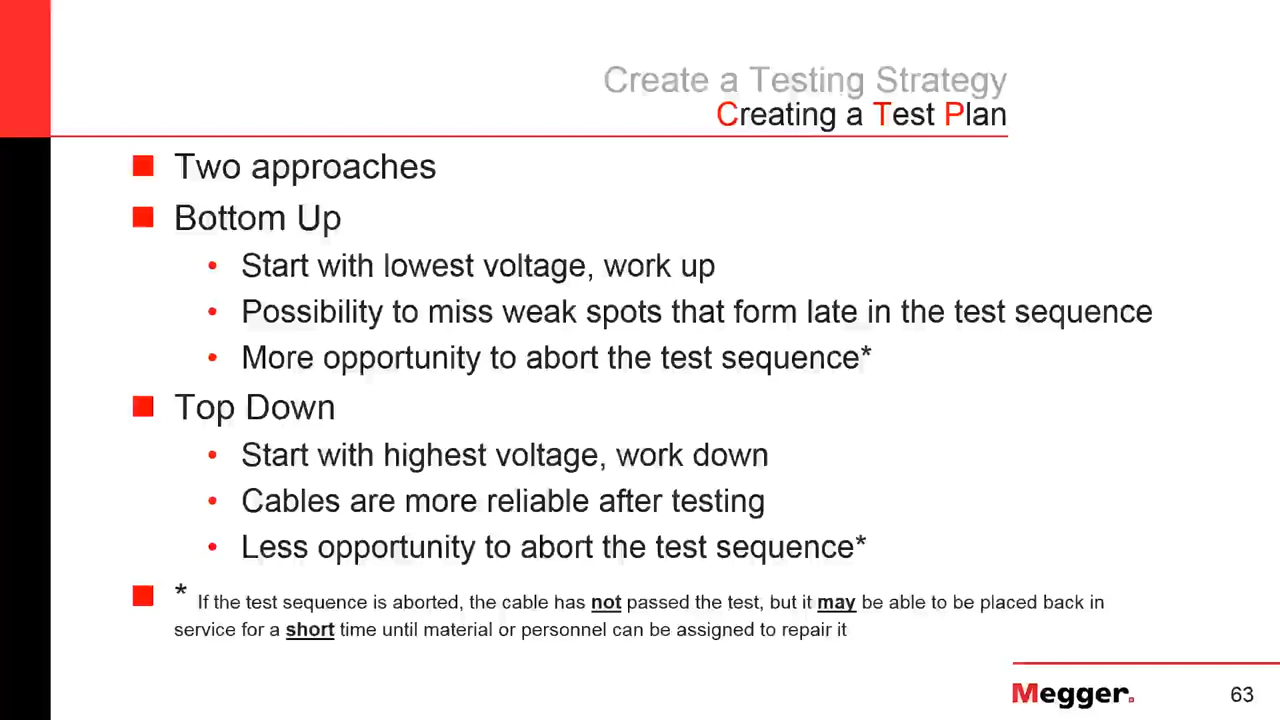 Create a Testing Strategy
Creating a Test Plan
Two approaches
Bottom Up
Start with lowest voltage, work up
Possibility to miss weak spots that form late in the test sequence
More opportunity to abort the test sequence*
Top Down
Start with highest voltage, work down
Cables are more reliable after testing
Less opportunity to abort the test sequence*
* If the test sequence is aborted, the cable has not passed the test, but it may be able to be placed back in
service for a short time until material or personnel can be assigned to repair it
Megger.
63